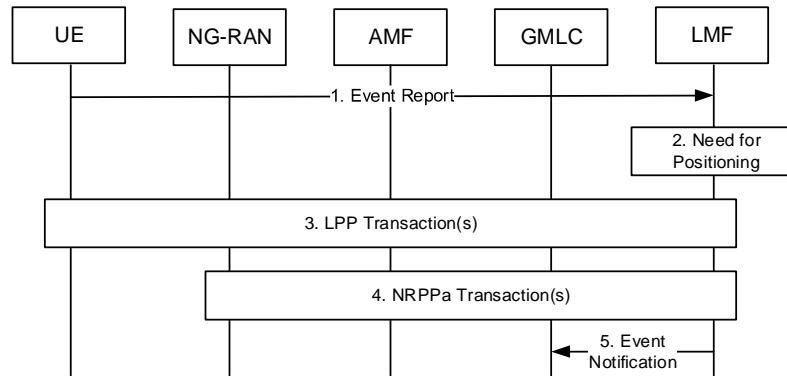 UE
NG-RAN
AMF
GMLC
LMF
1. Event Report
2. Need for
Positioning
3. LPP Transaction(s)
4. NRPPa Transaction(s)
5. Event
Notification